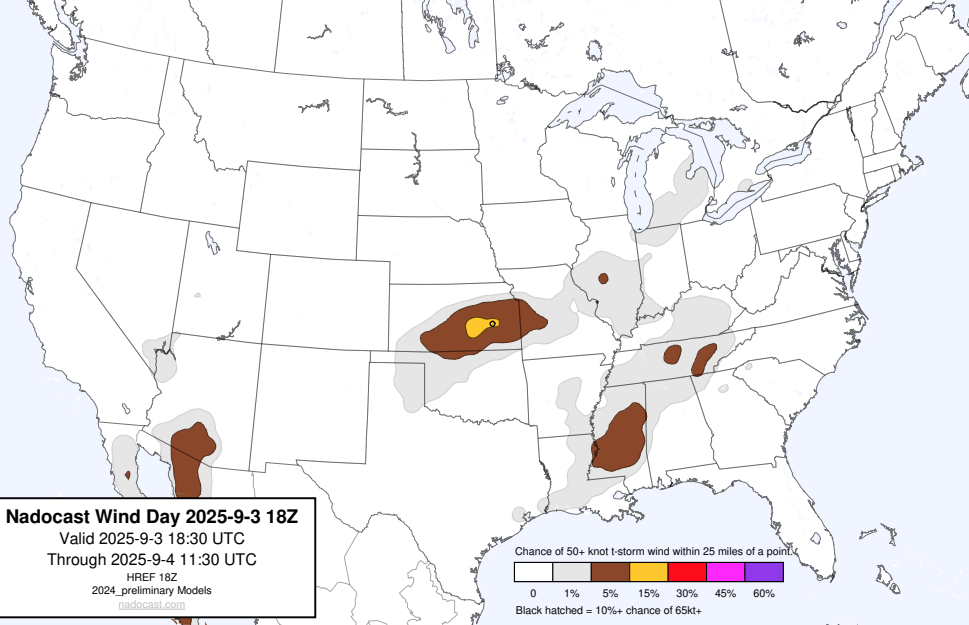 Nadocast Wind Day 2025-9-3 18Z
Valid 2025-9-3 18:30 UTC
Through 2025-9-4 11:30 UTC
HREF 18Z
2024_preliminary Models
nadocast.com
Chance of 50+ knot t-storm wind within 25 miles of a point.
0 1% 5% 15% 30% 45% 60%
Black hatched = 10%+ chance of 65kt+